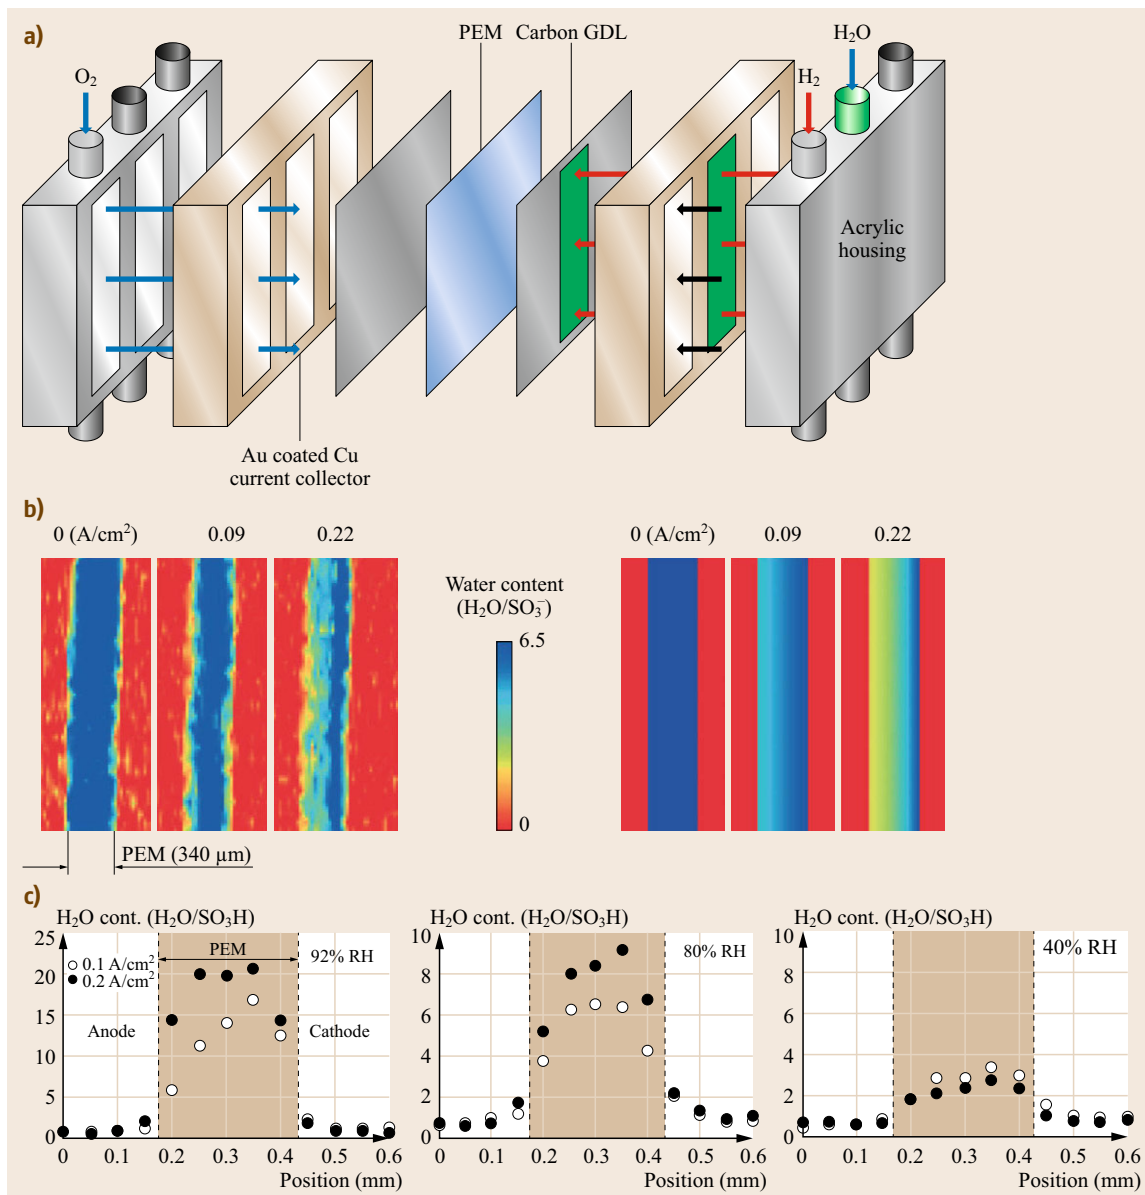 a)
PEM Carbon GDL
H₂O
O₂
H₂
Acrylic
housing
Au coated Cu
current collector
b)
0 (A/cm²) 0.09 0.22
0 (A/cm²) 0.09 0.22
Water content
(H₂O/SO₃⁻)
6.5
0
PEM (340 µm)
c)
H₂O cont. (H₂O/SO₃H)
25
20
15
10
5
0
PEM
92% RH
0.1 A/cm²
0.2 A/cm²
Anode
Cathode
0 0.1 0.2 0.3 0.4 0.5 0.6
Position (mm)
H₂O cont. (H₂O/SO₃H)
10
8
6
4
2
0
80% RH
0 0.1 0.2 0.3 0.4 0.5 0.6
Position (mm)
H₂O cont. (H₂O/SO₃H)
10
8
6
4
2
0
40% RH
0 0.1 0.2 0.3 0.4 0.5 0.6
Position (mm)